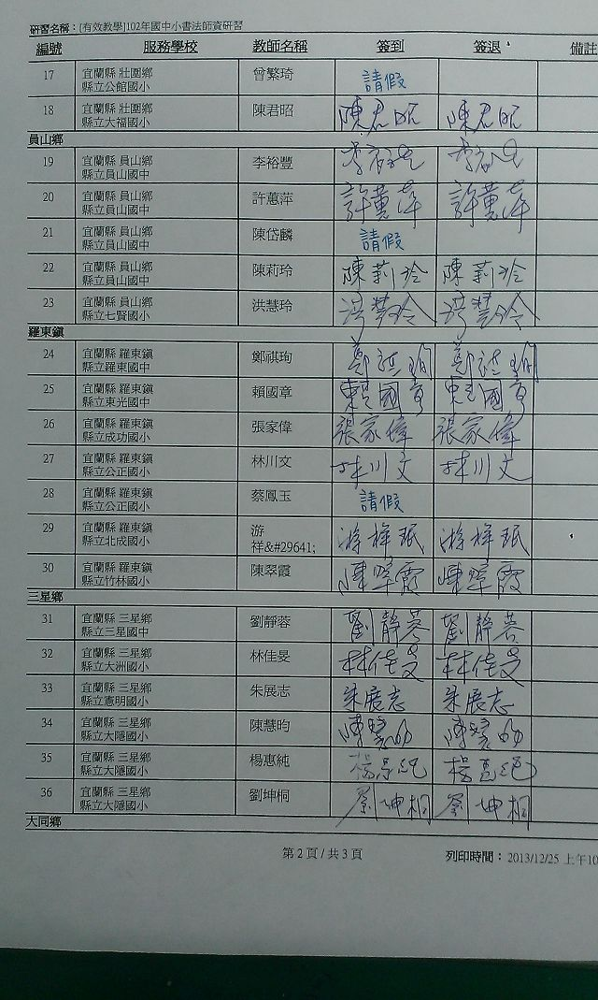 研習名稱：[有效教學]102年國中小書法師資研習
編號 服務學校 教師名稱 簽到 簽退 備註
17 宜蘭縣 壯圍鄉 曾繁琦 請假
縣立公館國小
18 宜蘭縣 壯圍鄉 陳君昭 陳君昭 陳君昭
縣立大福國小
員山鄉
19 宜蘭縣 員山鄉 李裕豐
縣立員山國中
20 宜蘭縣 員山鄉 許蕙萍 許蕙萍 許蕙萍
縣立員山國中
21 宜蘭縣 員山鄉 陳岱麟 請假
縣立員山國中
22 宜蘭縣 員山鄉 陳莉玲 陳莉玲 陳莉玲
縣立員山國中
23 宜蘭縣 員山鄉 洪慧玲 洪慧玲 洪慧玲
縣立七賢國小
羅東鎮
24 宜蘭縣 羅東鎮 鄭祺珣 鄭祺珣 鄭祺珣
縣立羅東國中
25 宜蘭縣 羅東鎮 賴國章 賴國章 賴國章
縣立東光國中
26 宜蘭縣 羅東鎮 張家偉 張家偉 張家偉
縣立成功國小
27 宜蘭縣 羅東鎮 林川文 林川文 林川文
縣立公正國小
28 宜蘭縣 羅東鎮 蔡鳳玉 請假
縣立公正國小
29 宜蘭縣 羅東鎮 游 游祥珉 游祥珉
縣立北成國小 祥&#29641;
30 宜蘭縣 羅東鎮 陳翠霞 陳翠霞 陳翠霞
縣立竹林國小
三星鄉
31 宜蘭縣 三星鄉 劉靜蓉 劉靜蓉 劉靜蓉
縣立三星國中
32 宜蘭縣 三星鄉 林佳旻 林佳旻 林佳旻
縣立大洲國小
33 宜蘭縣 三星鄉 朱展志 朱展志 朱展志
縣立憲明國小
34 宜蘭縣 三星鄉 陳慧昀 陳慧昀 陳慧昀
縣立大隱國小
35 宜蘭縣 三星鄉 楊惠純 楊惠純 楊惠純
縣立大隱國小
36 宜蘭縣 三星鄉 劉坤桐 劉坤桐 劉坤桐
縣立大隱國小
大同鄉
第 2 頁 / 共 3 頁 列印時間： 2013/12/25 上午10